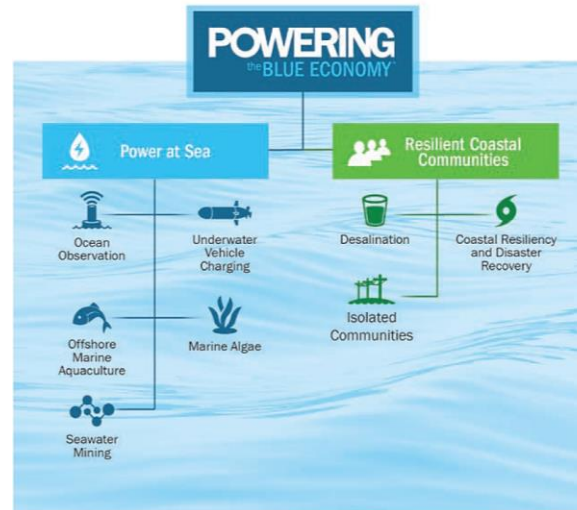 POWERING
the BLUE ECONOMY™
Power at Sea
Ocean
Observation
Underwater
Vehicle
Charging
Offshore
Marine
Aquaculture
Marine Algae
Seawater
Mining
Resilient Coastal
Communities
Desalination
Coastal Resiliency
and Disaster
Recovery
Isolated
Communities